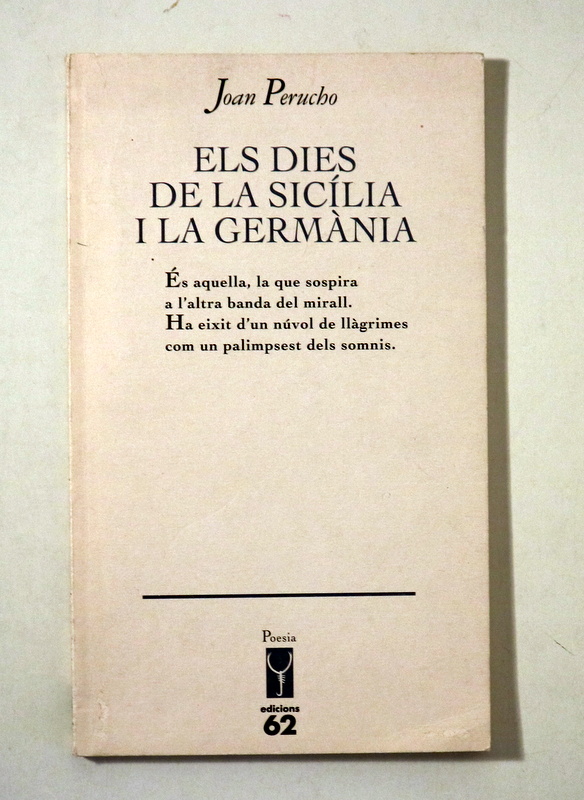 Joan Perucho
ELS DIES
DE LA SICÍLIA
I LA GERMÀNIA
És aquella, la que sospira
a l'altra banda del mirall.
Ha eixit d'un núvol de llàgrimes
com un palimpsest dels somnis.
Poesia
edicions
62